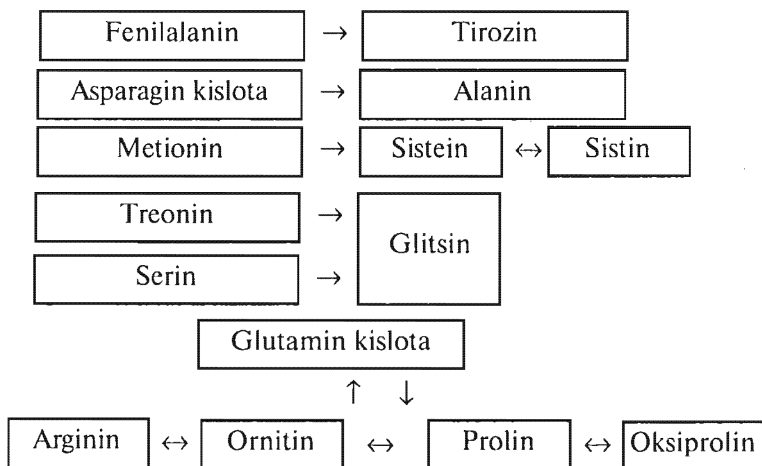 Fenilalanin → Tirozin
Asparagin kislota → Alanin
Metionin → Sistein ↔ Sistin
Treonin →
Glitsin
Serin →
Glutamin kislota
↑ ↓
Arginin ↔ Ornitin ↔ Prolin ↔ Oksiprolin